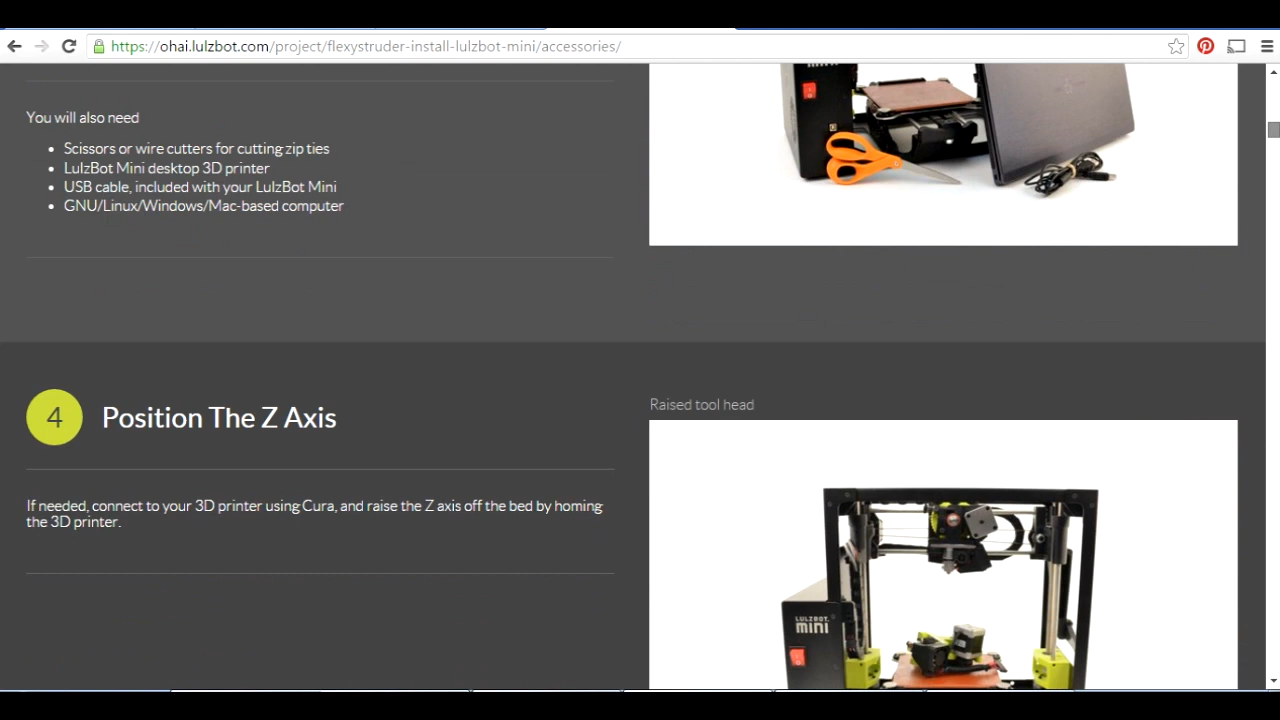 https://ohai.lulzbot.com/project/flexystruder-install-lulzbot-mini/accessories/
You will also need
Scissors or wire cutters for cutting zip ties
LulzBot Mini desktop 3D printer
USB cable, included with your LulzBot Mini
GNU/Linux/Windows/Mac-based computer
4 Position The Z Axis
If needed, connect to your 3D printer using Cura, and raise the Z axis off the bed by homing
the 3D printer.
Raised tool head
LULZBOT
mini